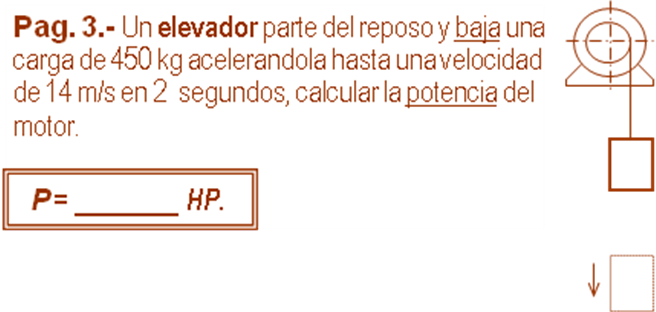 Pag. 3.- Un elevador parte del reposo y baja una
carga de 450 kg acelerandola hasta una velocidad
de 14 m/s en 2 segundos, calcular la potencia del
motor.
P= _______ HP.